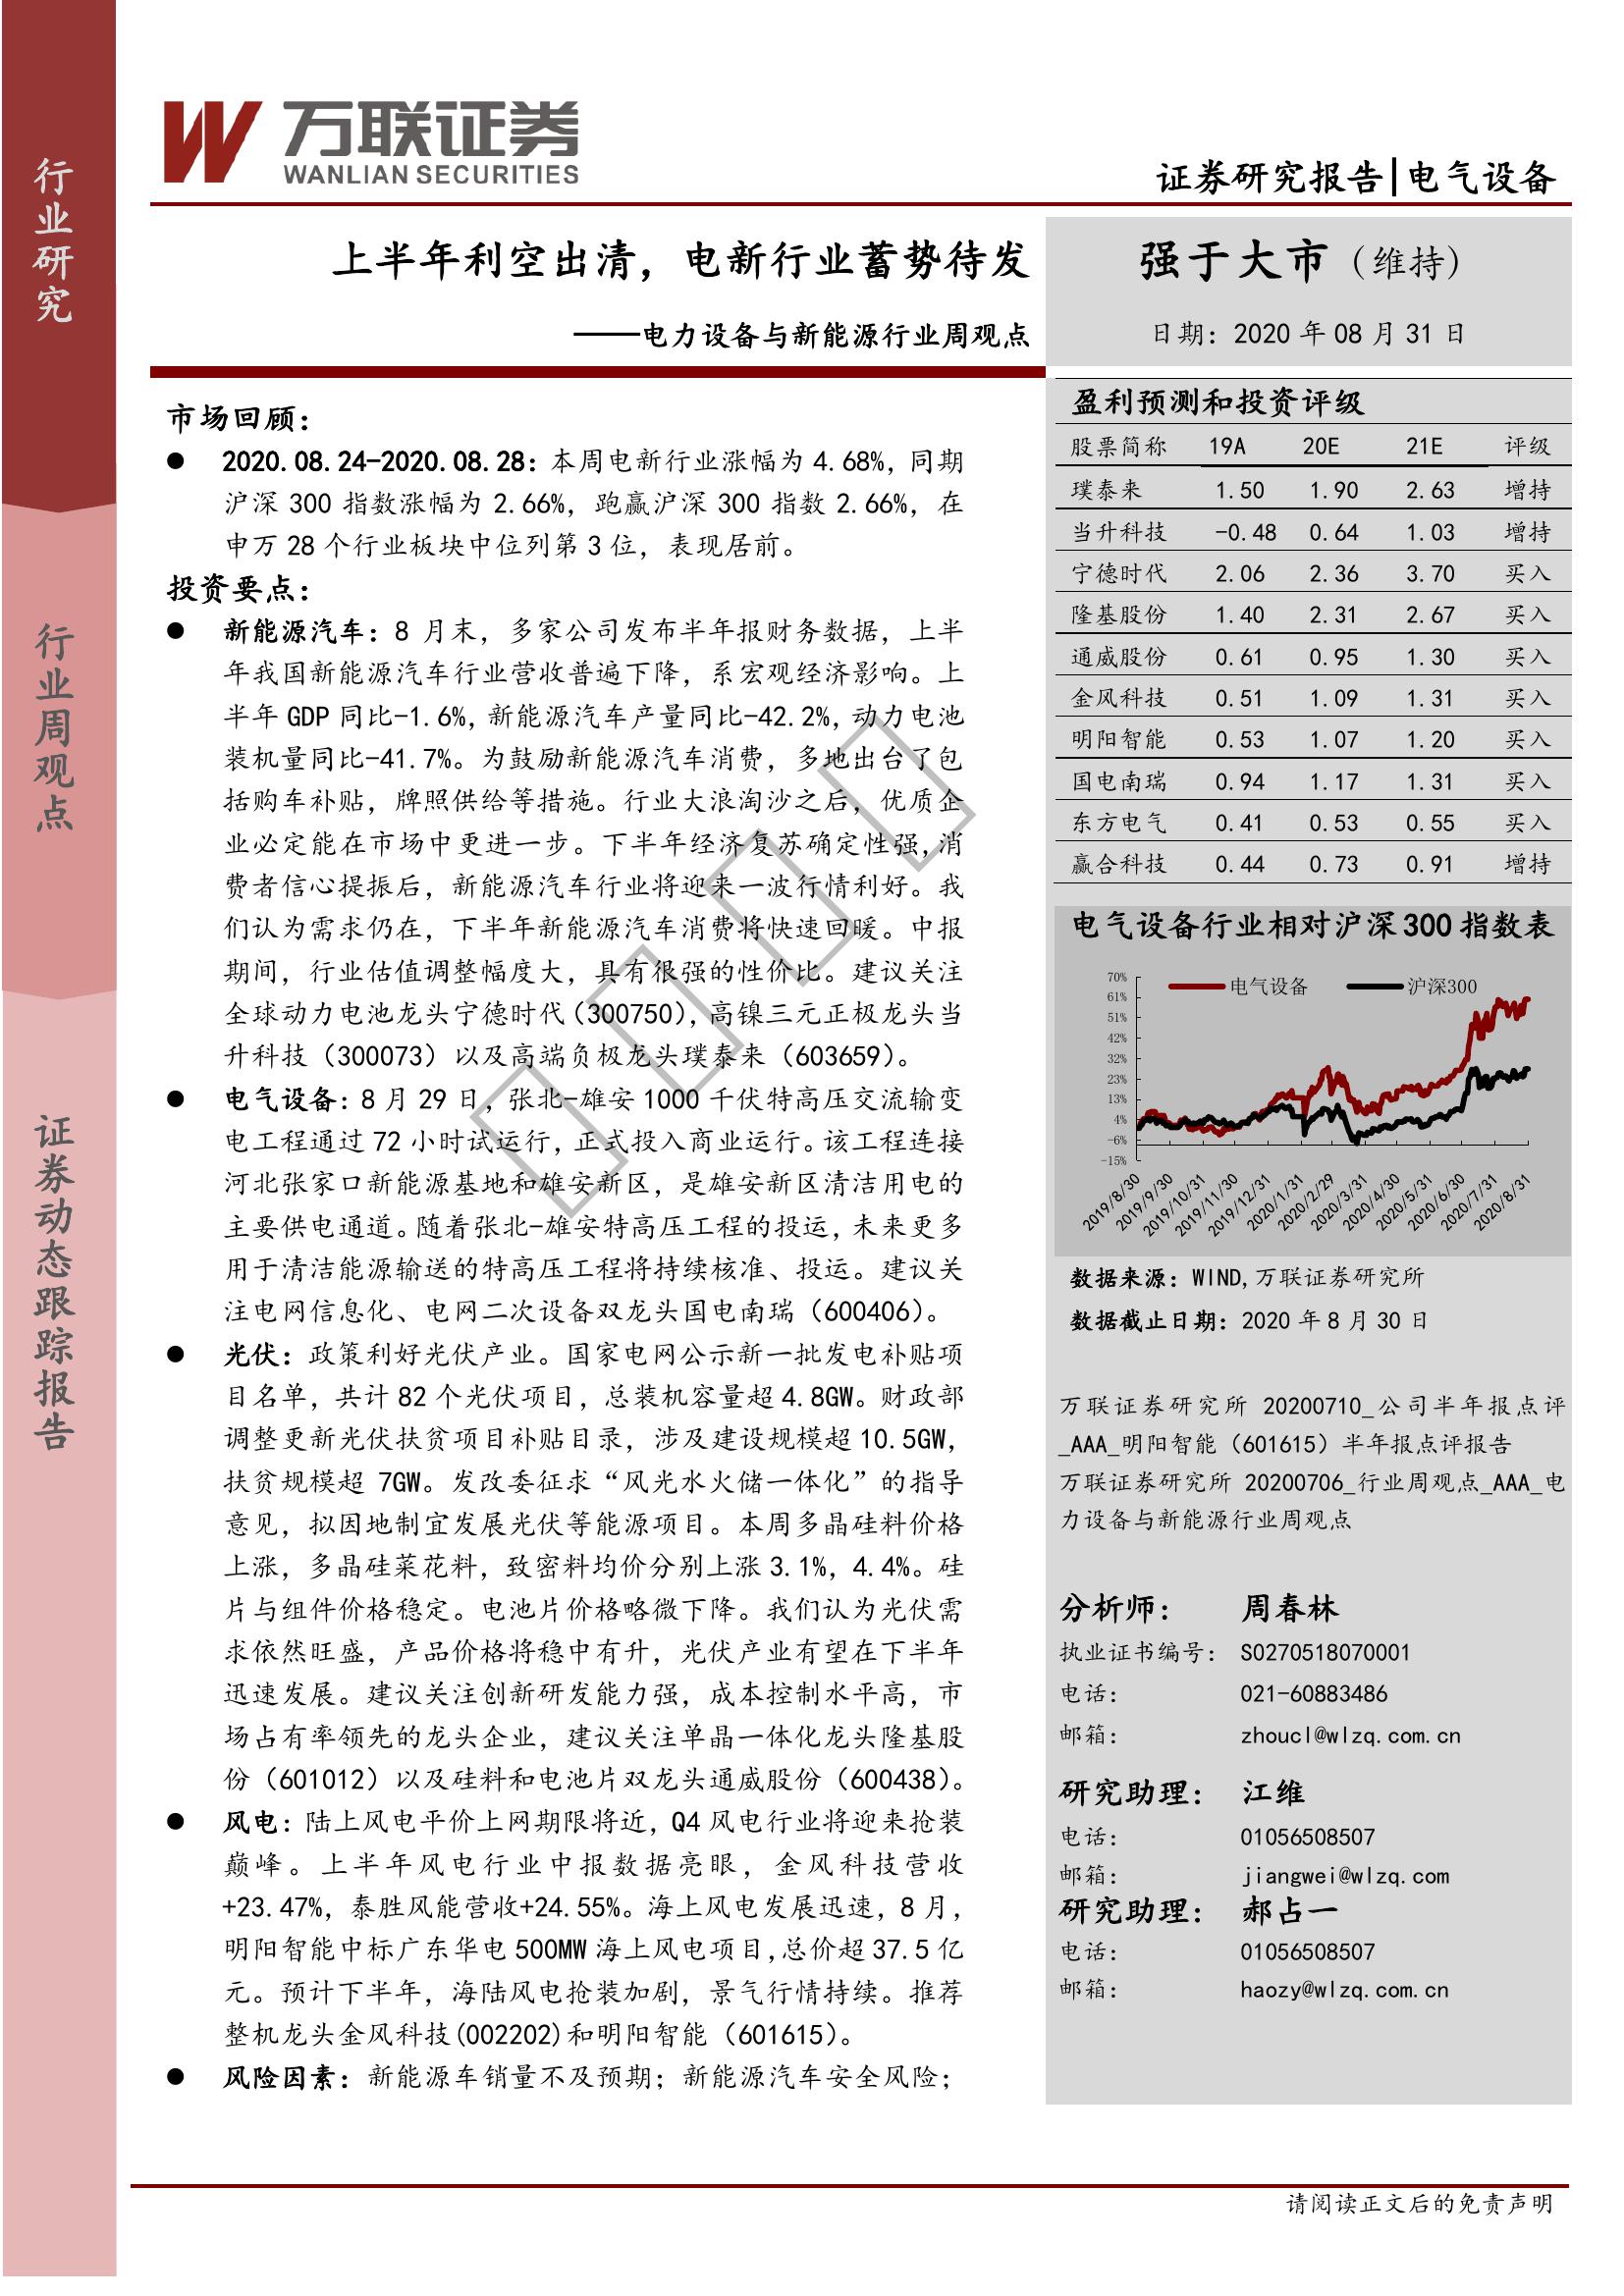 行业研究
行业周观点
证券动态跟踪报告
万联证券
WANLIAN SECURITIES
证券研究报告|电气设备
上半年利空出清，电新行业蓄势待发
——电力设备与新能源行业周观点
强于大市（维持）
日期：2020 年 08 月 31 日
市场回顾：
● 2020.08.24-2020.08.28：本周电新行业涨幅为 4.68%，同期
沪深 300 指数涨幅为 2.66%，跑赢沪深 300 指数 2.66%，在
申万 28 个行业板块中位列第 3 位，表现居前。
投资要点：
● 新能源汽车：8 月末，多家公司发布半年报财务数据，上半
年我国新能源汽车行业营收普遍下降，系宏观经济影响。上
半年 GDP 同比-1.6%，新能源汽车产量同比-42.2%，动力电池
装机量同比-41.7%。为鼓励新能源汽车消费，多地出台了包
括购车补贴，牌照供给等措施。行业大浪淘沙之后，优质企
业必定能在市场中更进一步。下半年经济复苏确定性强，消
费者信心提振后，新能源汽车行业将迎来一波行情利好。我
们认为需求仍在，下半年新能源汽车消费将快速回暖。中报
期间，行业估值调整幅度大，具有很强的性价比。建议关注
全球动力电池龙头宁德时代（300750），高镍三元正极龙头当
升科技（300073）以及高端负极龙头璞泰来（603659）。
● 电气设备：8 月 29 日，张北-雄安 1000 千伏特高压交流输变
电工程通过 72 小时试运行，正式投入商业运行。该工程连接
河北张家口新能源基地和雄安新区，是雄安新区清洁用电的
主要供电通道。随着张北-雄安特高压工程的投运，未来更多
用于清洁能源输送的特高压工程将持续核准、投运。建议关
注电网信息化、电网二次设备双龙头国电南瑞（600406）。
● 光伏：政策利好光伏产业。国家电网公示新一批发电补贴项
目名单，共计 82 个光伏项目，总装机容量超 4.8GW。财政部
调整更新光伏扶贫项目补贴目录，涉及建设规模超 10.5GW，
扶贫规模超 7GW。发改委征求“风光水火储一体化”的指导
意见，拟因地制宜发展光伏等能源项目。本周多晶硅料价格
上涨，多晶硅菜花料，致密料均价分别上涨 3.1%，4.4%。硅
片与组件价格稳定。电池片价格略微下降。我们认为光伏需
求依然旺盛，产品价格将稳中有升，光伏产业有望在下半年
迅速发展。建议关注创新研发能力强，成本控制水平高，市
场占有率领先的龙头企业，建议关注单晶一体化龙头隆基股
份（601012）以及硅料和电池片双龙头通威股份（600438）。
● 风电：陆上风电平价上网期限将近，Q4 风电行业将迎来抢装
巅峰。上半年风电行业中报数据亮眼，金风科技营收
+23.47%，泰胜风能营收+24.55%。海上风电发展迅速，8 月，
明阳智能中标广东华电 500MW 海上风电项目，总价超 37.5 亿
元。预计下半年，海陆风电抢装加剧，景气行情持续。推荐
整机龙头金风科技(002202)和明阳智能（601615）。
● 风险因素：新能源车销量不及预期；新能源汽车安全风险；
盈利预测和投资评级
股票简称 19A 20E 21E 评级
璞泰来 1.50 1.90 2.63 增持
当升科技 -0.48 0.64 1.03 增持
宁德时代 2.06 2.36 3.70 买入
隆基股份 1.40 2.31 2.67 买入
通威股份 0.61 0.95 1.30 买入
金风科技 0.51 1.09 1.31 买入
明阳智能 0.53 1.07 1.20 买入
国电南瑞 0.94 1.17 1.31 买入
东方电气 0.41 0.53 0.55 买入
赢合科技 0.44 0.73 0.91 增持
电气设备行业相对沪深 300 指数表
电气设备 沪深300
70%
61%
51%
42%
32%
23%
13%
4%
-6%
-15%
2019/8/30 2019/9/30 2019/10/31 2019/11/30 2019/12/31 2020/1/31 2020/2/29 2020/3/31 2020/4/30 2020/5/31 2020/6/30 2020/7/31 2020/8/31
数据来源：WIND,万联证券研究所
数据截止日期：2020 年 8 月 30 日
万联证券研究所 20200710_公司半年报点评
_AAA_明阳智能（601615）半年报点评报告
万联证券研究所 20200706_行业周观点_AAA_电
力设备与新能源行业周观点
分析师： 周春林
执业证书编号： S0270518070001
电话： 021-60883486
邮箱： zhoucl@wlzq.com.cn
研究助理： 江维
电话： 01056508507
邮箱： jiangwei@wlzq.com
研究助理： 郝占一
电话： 01056508507
邮箱： haozy@wlzq.com.cn
请阅读正文后的免责声明